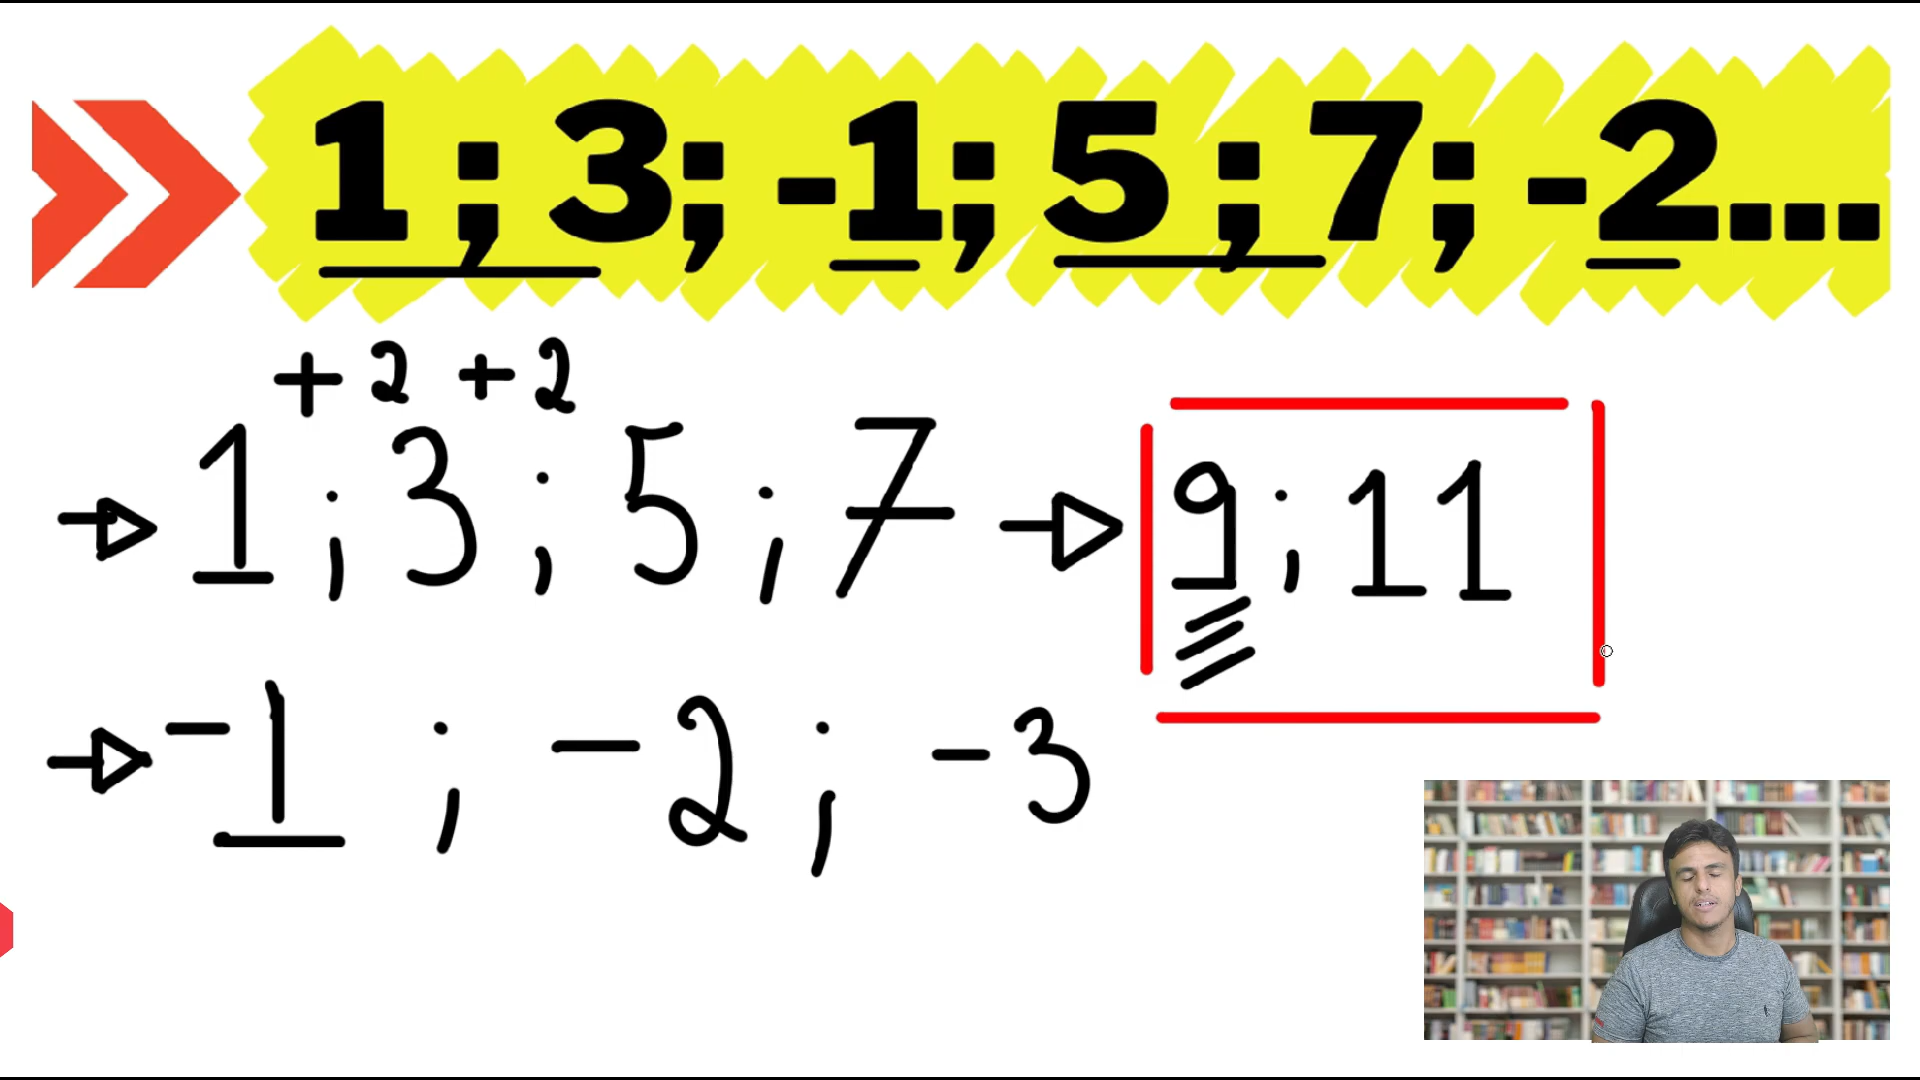 1 ; 3; -1; 5 ; 7; -2...
+ 2 + 2
1 ; 3 ; 5 ; 7 9 ; 11
-1 ; -2 ; -3